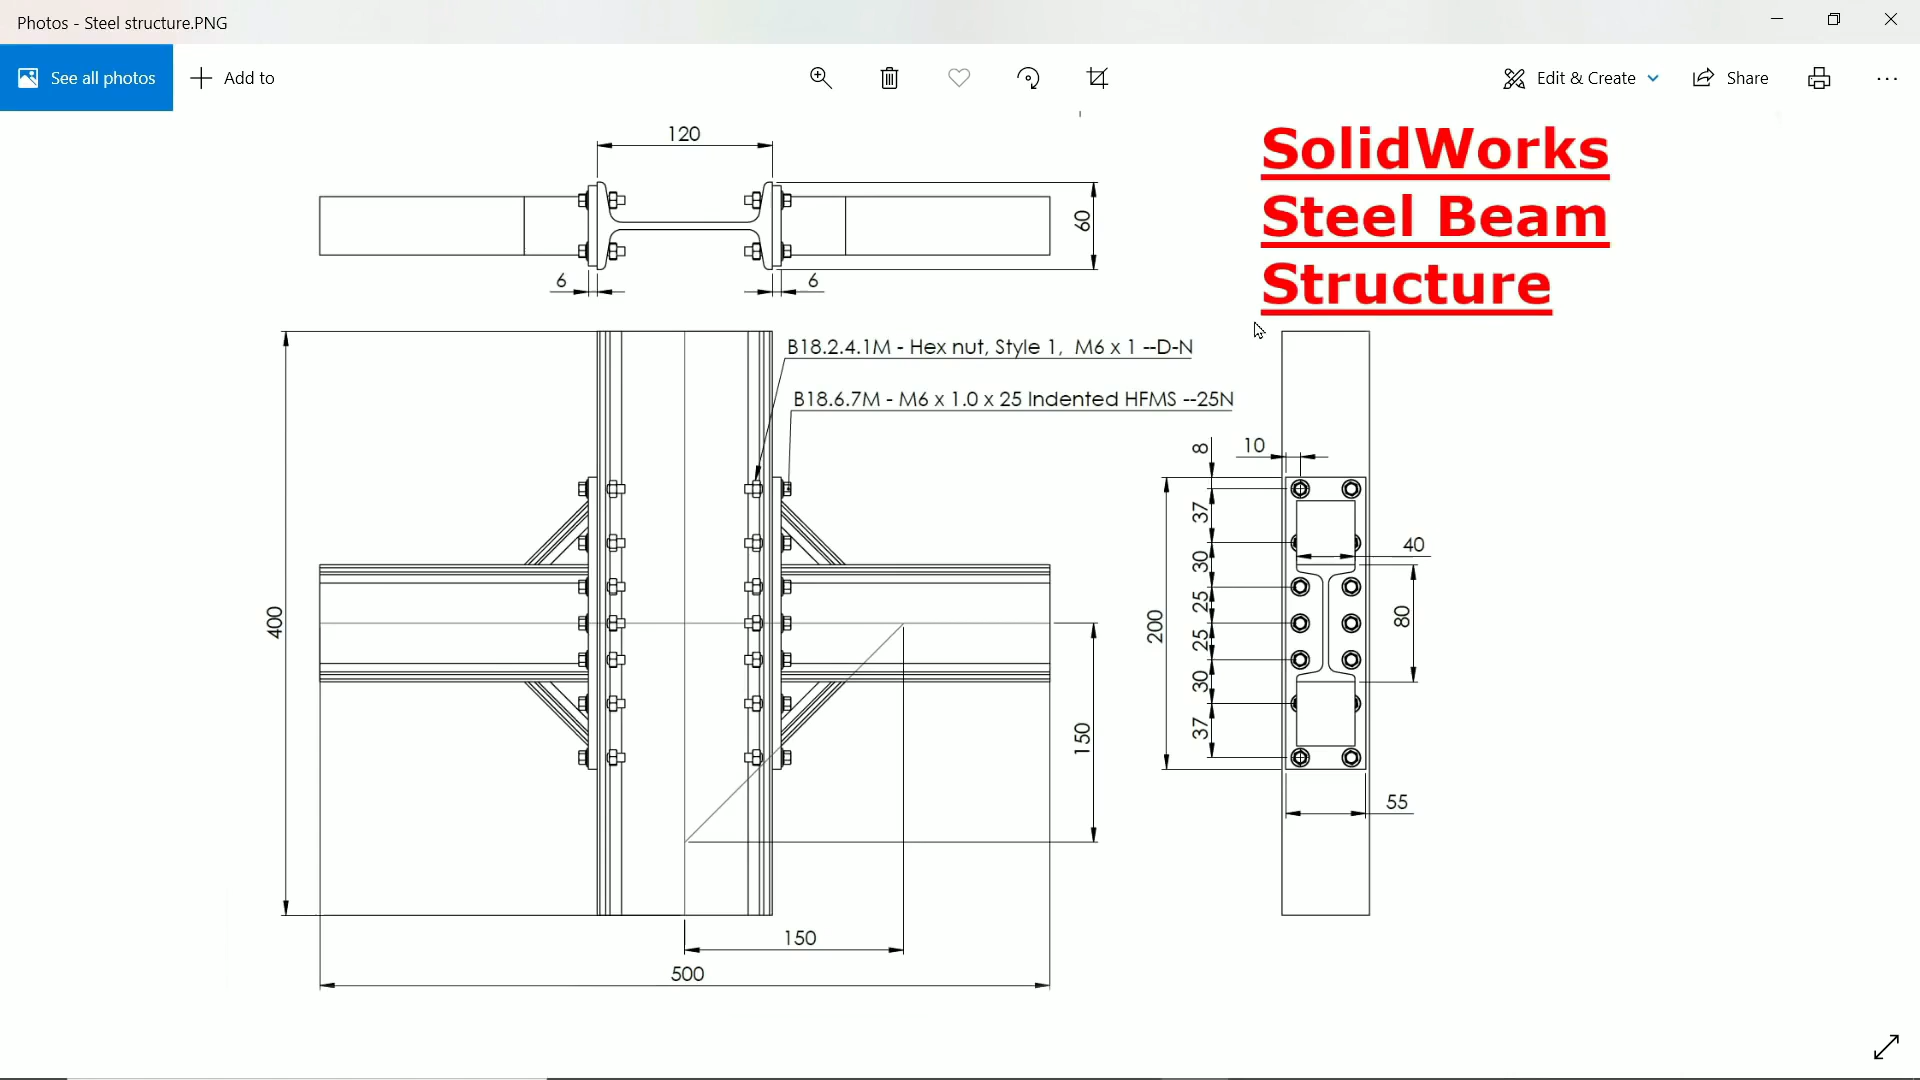 Photos - Steel structure.PNG
See all photos
Add to
Edit & Create
Share
SolidWorks
Steel Beam
Structure
120
60
6
6
B18.2.4.1M - Hex nut, Style 1, M6 x 1 --D-N
B18.6.7M - M6 x 1.0 x 25 Indented HFMS --25N
8
10
37
40
30
25
400
200
80
25
30
150
37
55
150
500